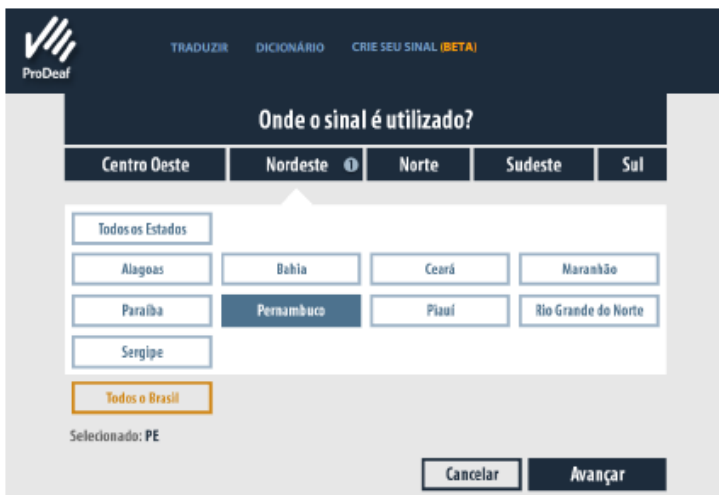 ProDeaf
TRADUZIR DICIONÁRIO CRIE SEU SINAL (BETA)
Onde o sinal é utilizado?
Centro Oeste Nordeste 1 Norte Sudeste Sul
Todos os Estados
Alagoas Bahia Ceará Maranhão
Paraíba Pernambuco Piauí Rio Grande do Norte
Sergipe
Todos o Brasil
Selecionado: PE
Cancelar Avançar